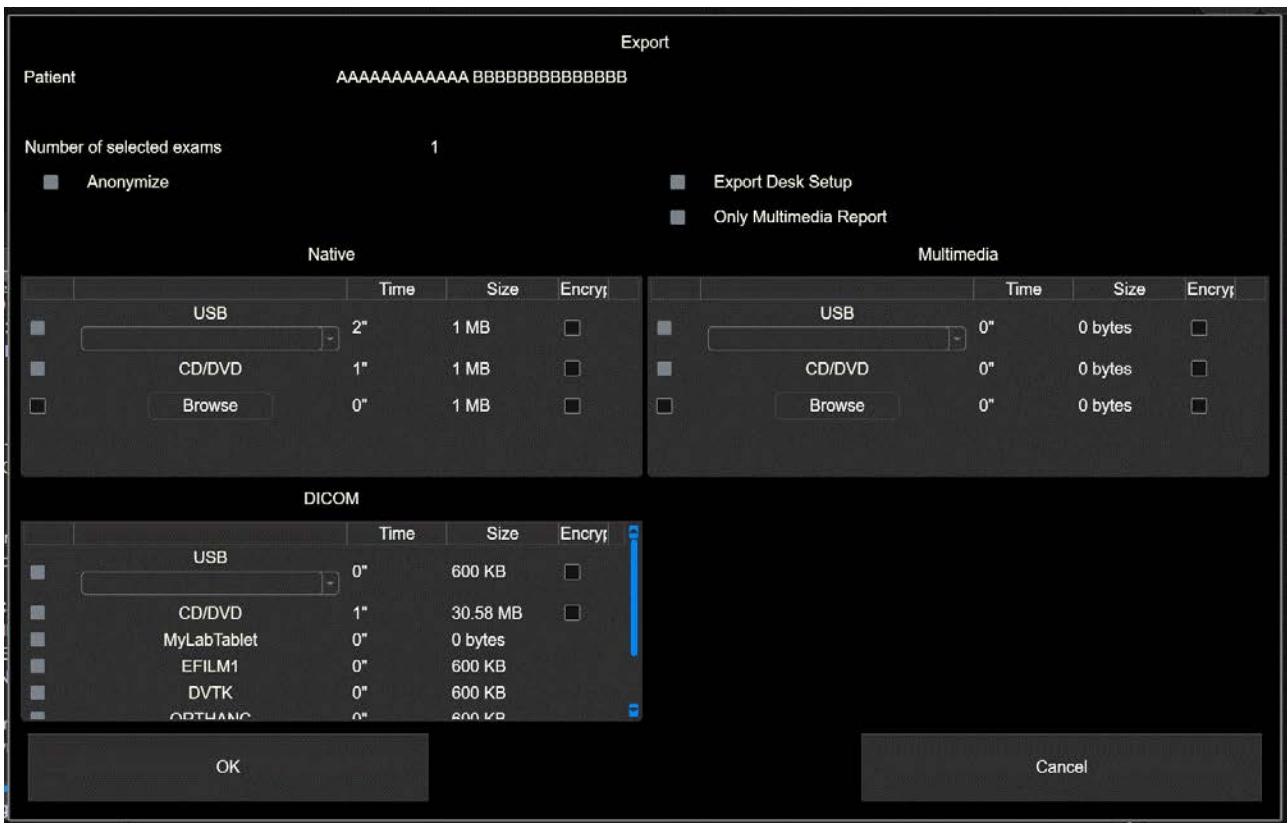 Export
Patient AAAAAAAAAAAA BBBBBBBBBBBBBB
Number of selected exams 1
Anonymize
Export Desk Setup
Only Multimedia Report
Native
Time Size Encryp
USB
2" 1 MB
CD/DVD 1" 1 MB
Browse 0" 1 MB
Multimedia
Time Size Encryp
USB
0" 0 bytes
CD/DVD 0" 0 bytes
Browse 0" 0 bytes
DICOM
Time Size Encryp
USB
0" 600 KB
CD/DVD 1" 30.58 MB
MyLabTablet 0" 0 bytes
EFILM1 0" 600 KB
DVTK 0" 600 KB
ORTHANC 0" 600 KB
OK
Cancel